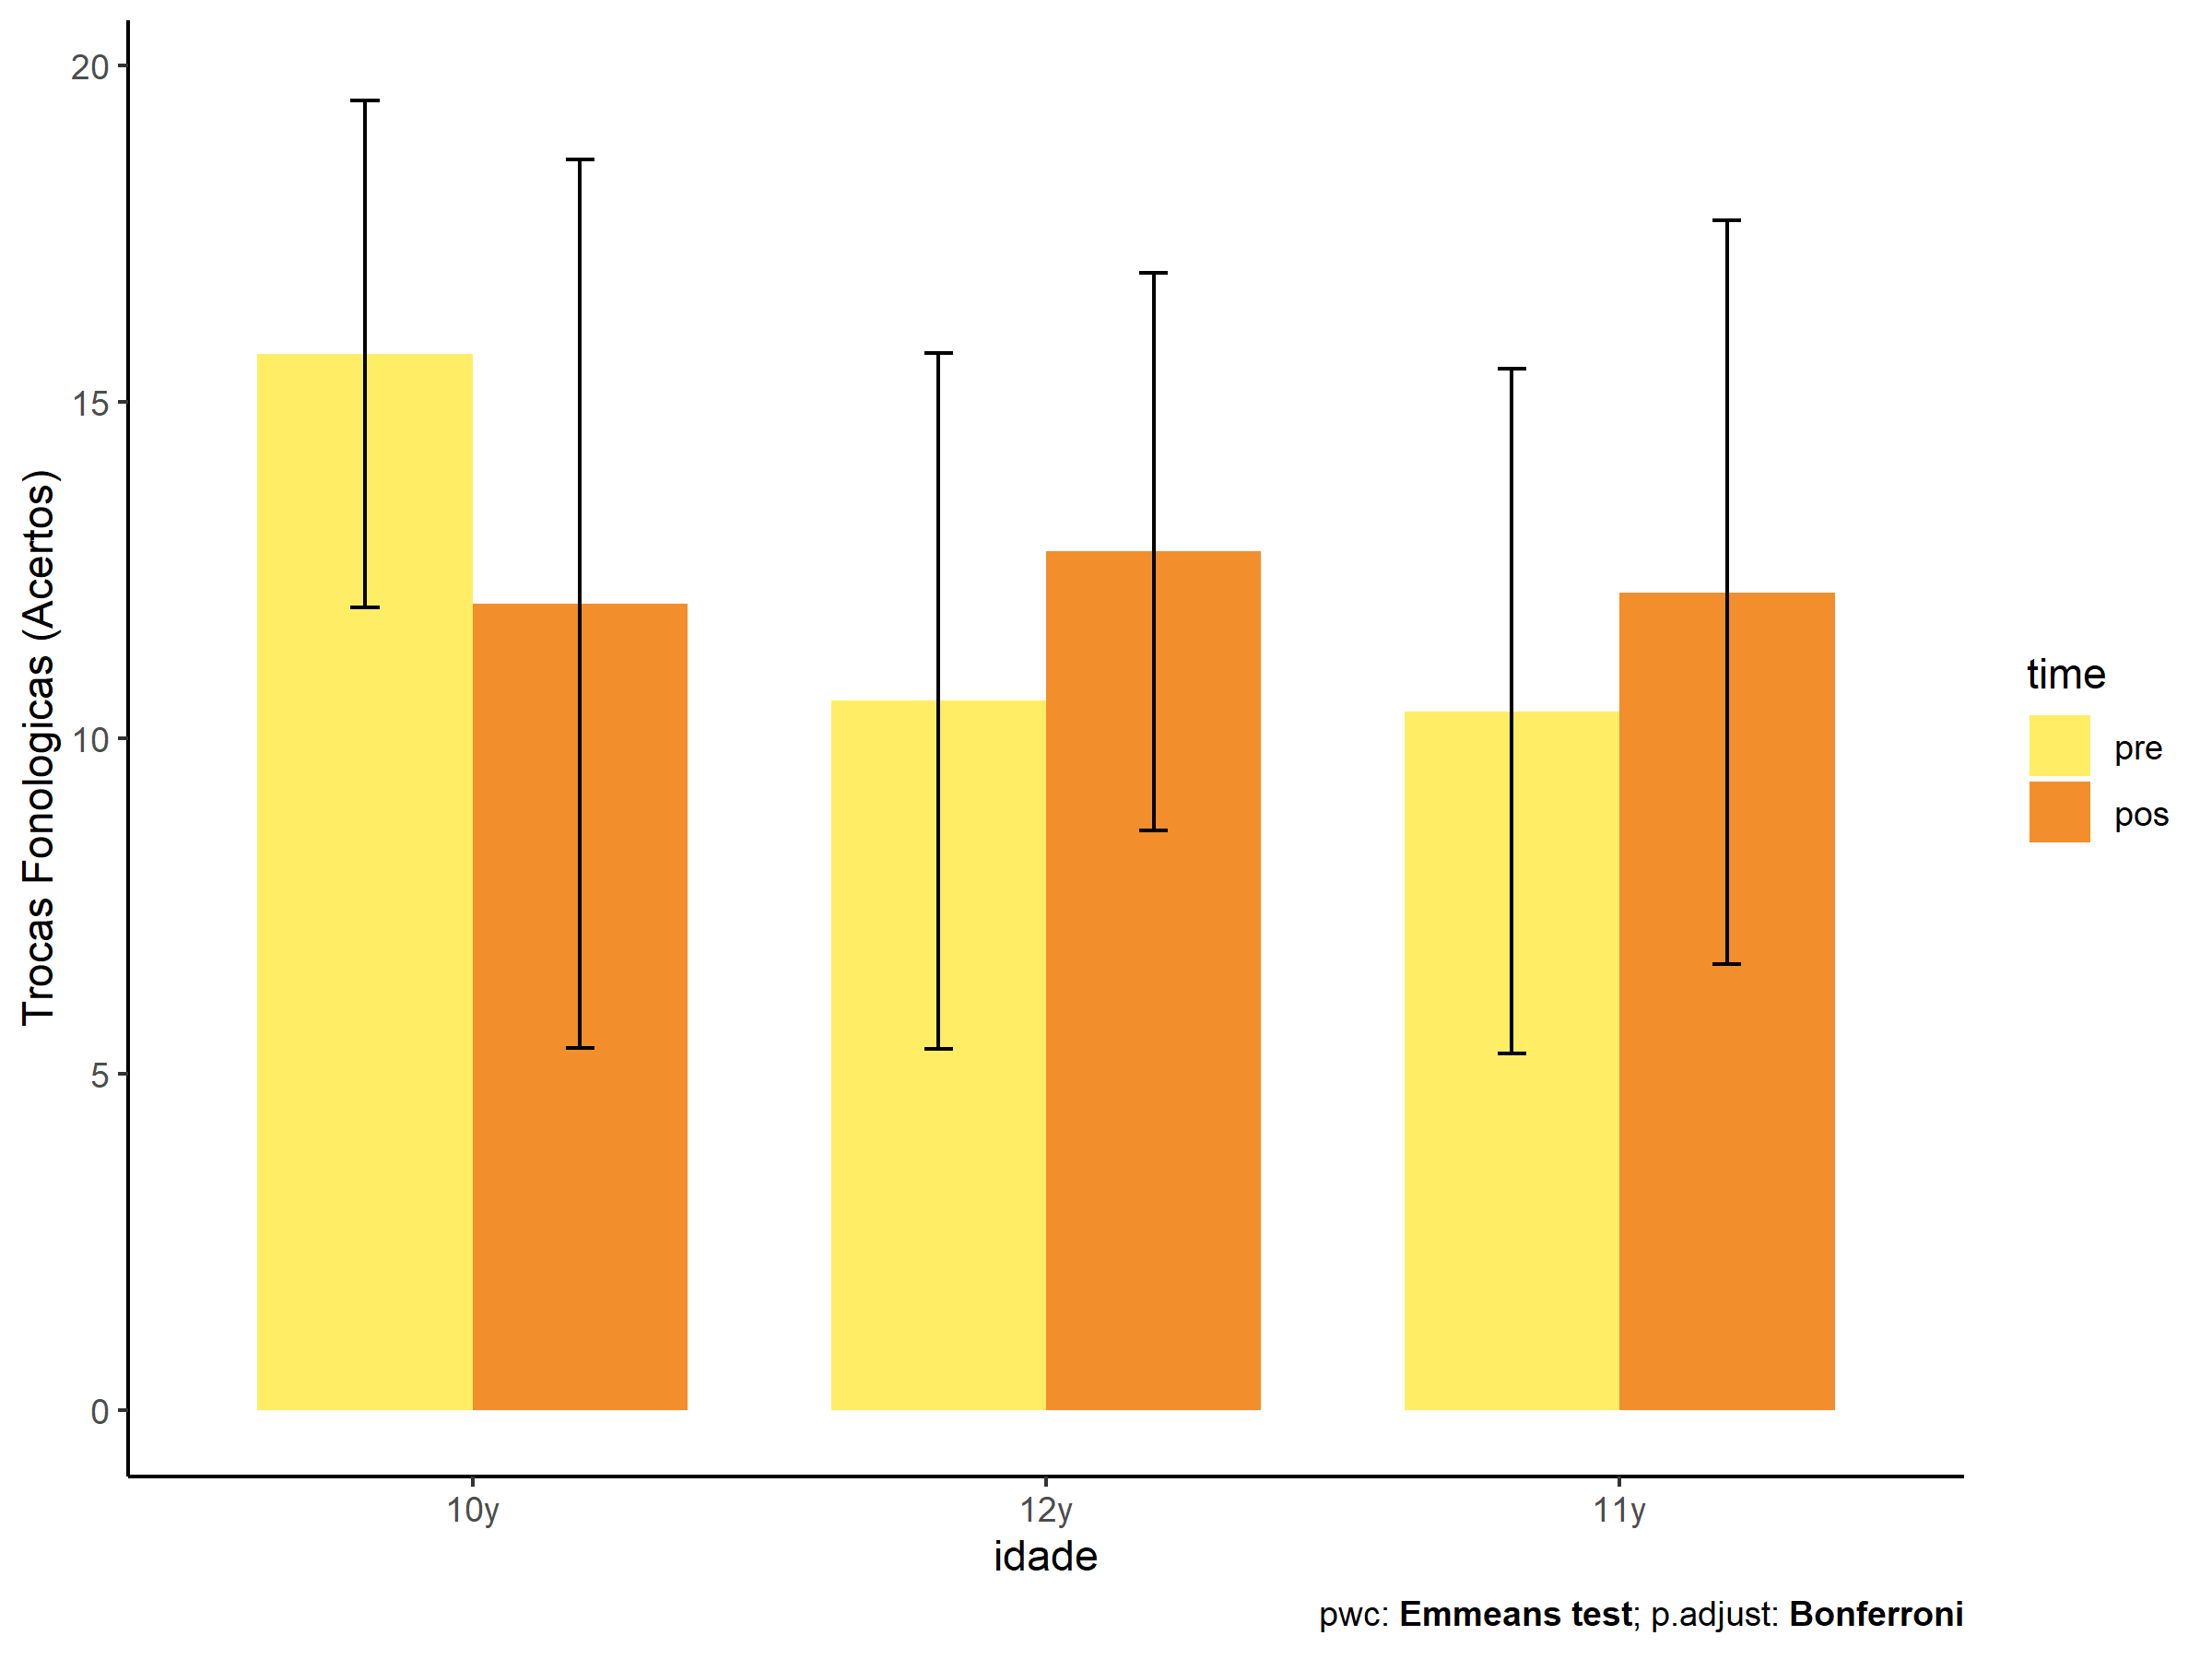 Trocas Fonologicas (Acertos)
20
15
10
5
0
10y
12y
11y
idade
time
pre
pos
pwc: Emmeans test; p.adjust: Bonferroni